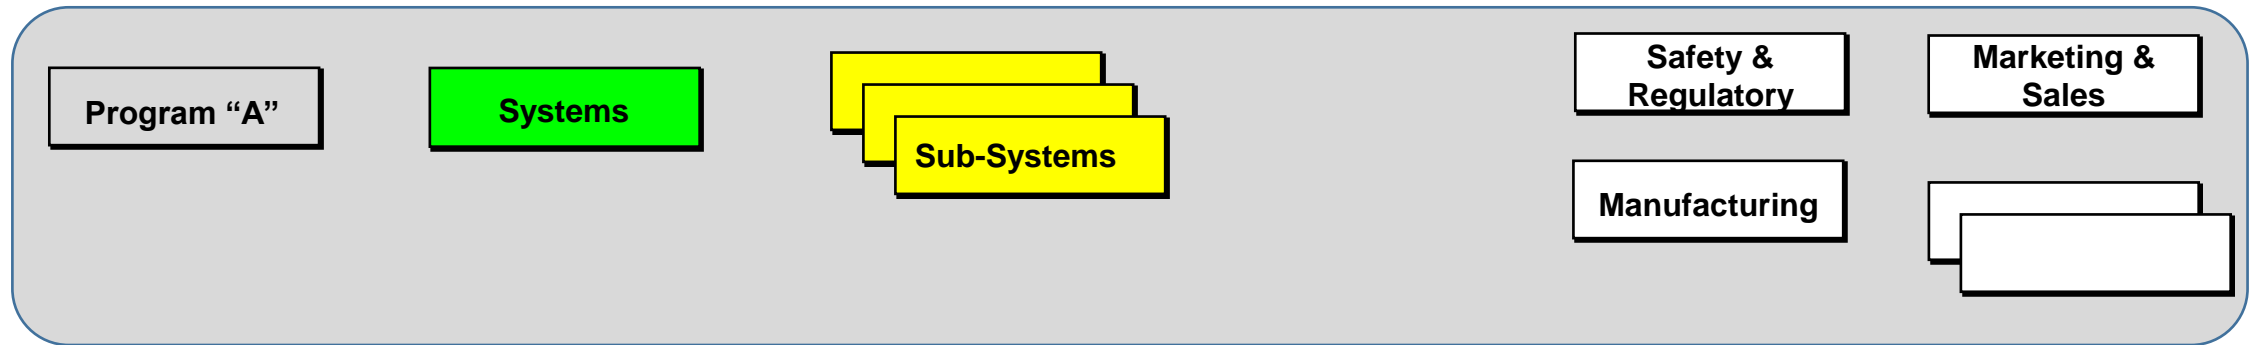 Program “A”
Systems
Sub-Systems
Safety &
Regulatory
Marketing &
Sales
Manufacturing